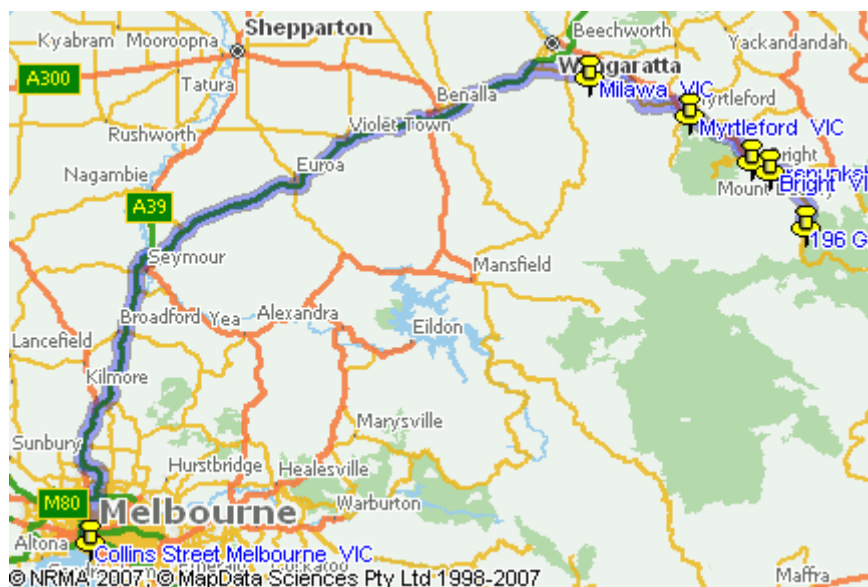 Shepparton
Beechworth
Kyabram
Mooroopna
Yackandandah
A300
Wangaratta
Tatura
Benalla
Milawa VIC
Myrtleford
Rushworth
Violet Town
Myrtleford VIC
Euroa
Nagambie
Mount
Bright VI
A39
196 G
Seymour
Mansfield
Broadford
Yea
Alexandra
Eildon
Lancefield
Kilmore
Marysville
Sunbury
Hurstbridge
Healesville
M80
Melbourne
Warburton
Altona
Collins Street Melbourne VIC
Maffra
© NRMA 2007, © MapData Sciences Pty Ltd 1998-2007